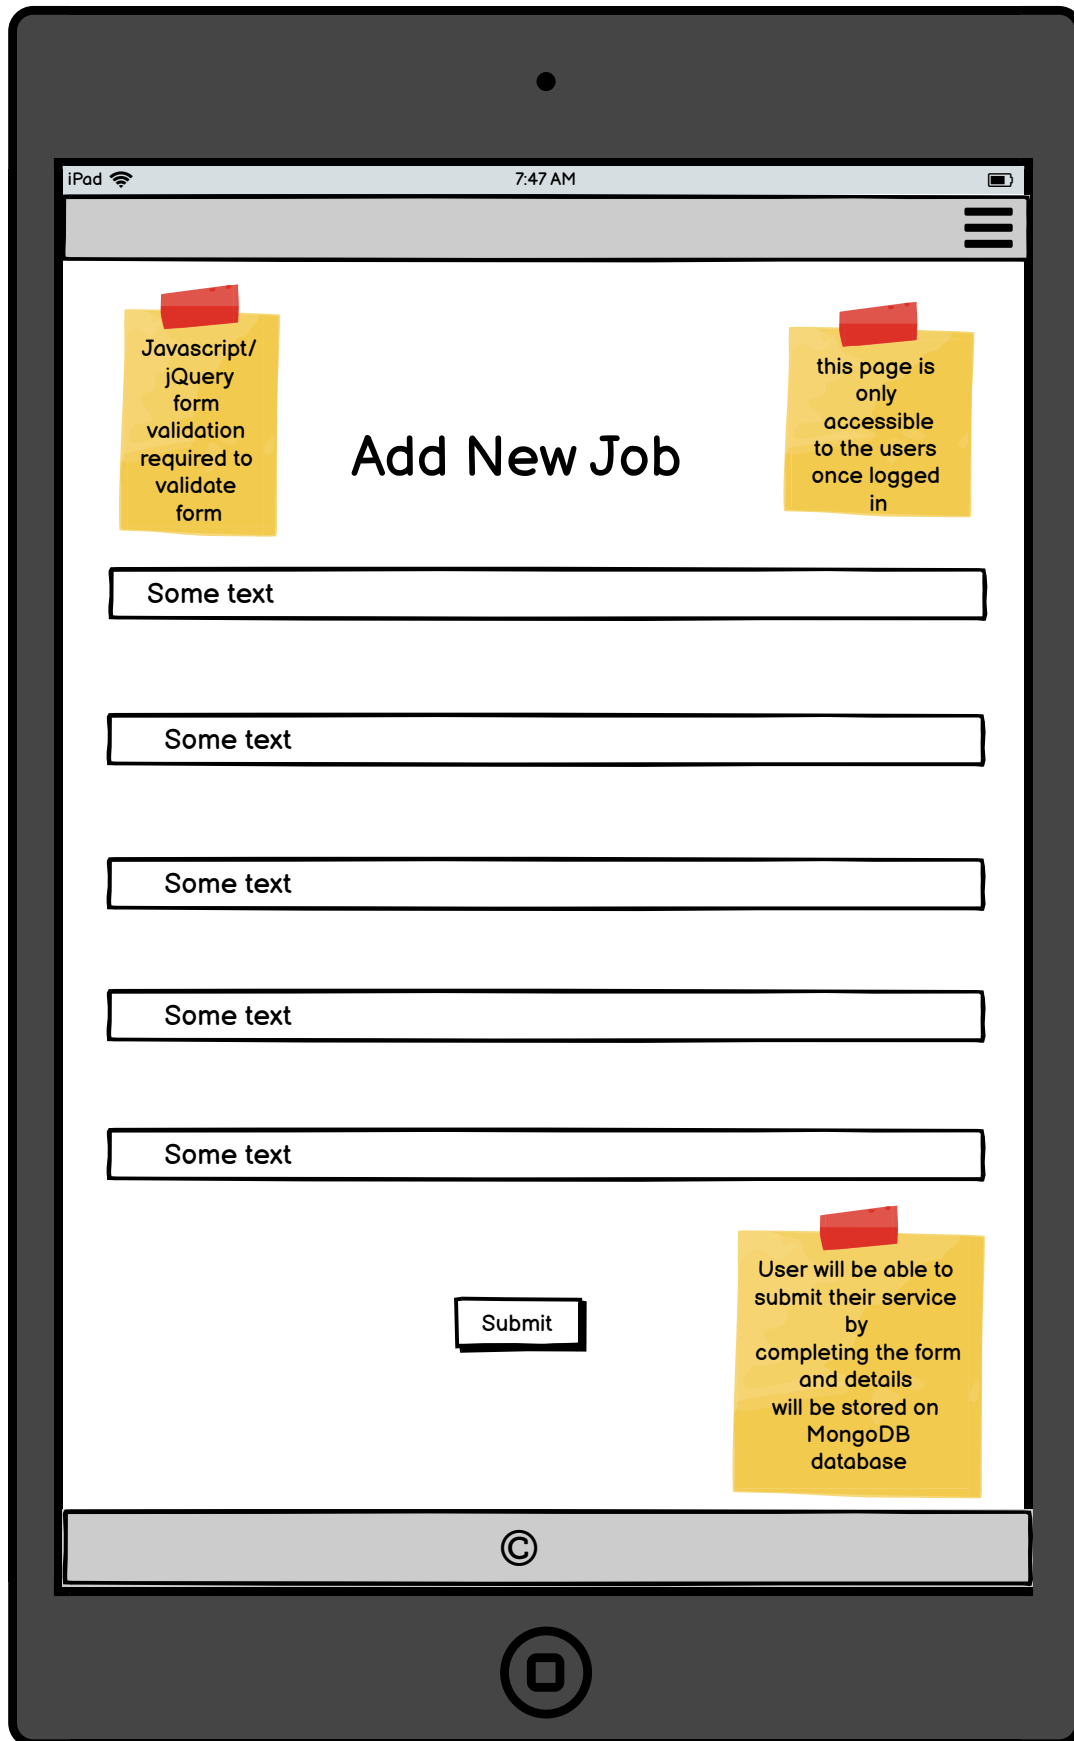 iPad
7:47 AM
Javascript/
jQuery
form
validation
required to
validate
form
this page is
only
accessible
to the users
once logged
in
Add New Job
Some text
Some text
Some text
Some text
Some text
Submit
User will be able to
submit their service
by
completing the form
and details
will be stored on
MongoDB
database
©